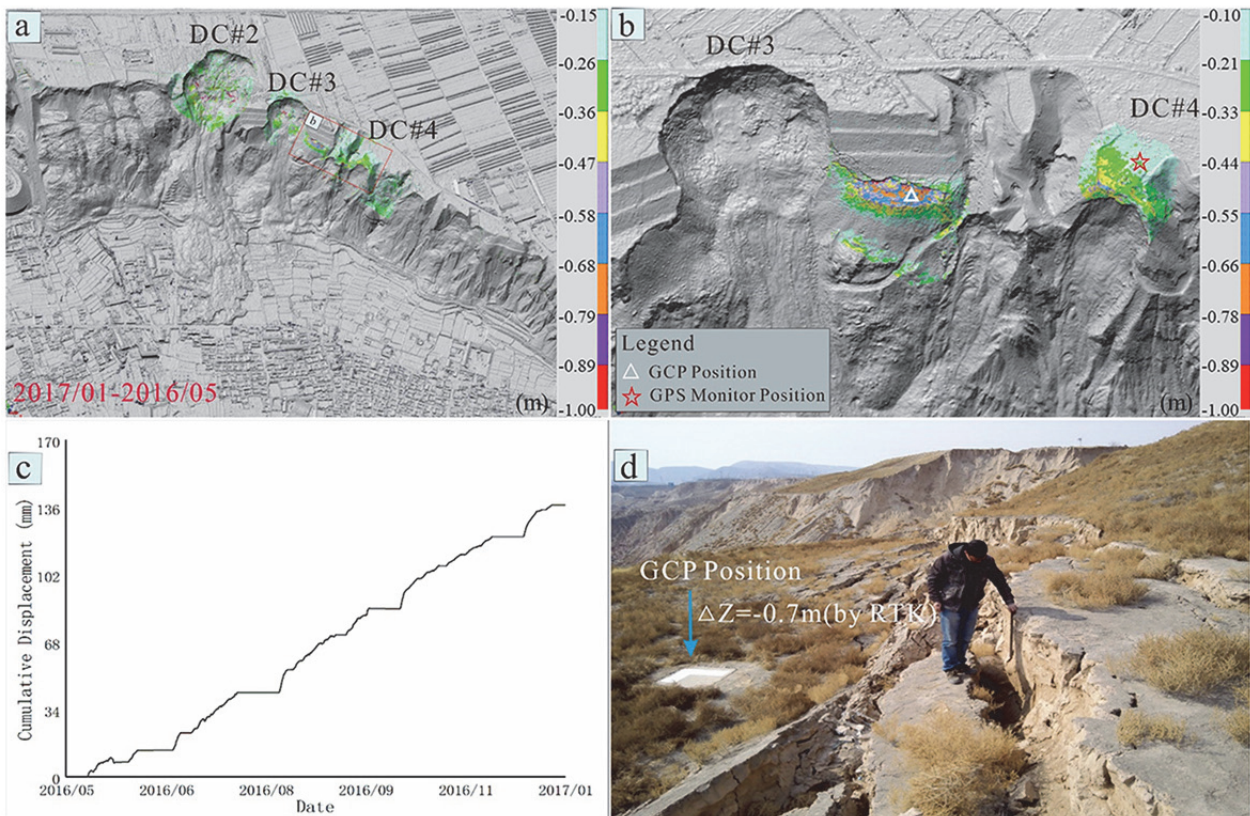 a
DC#2
DC#3
DC#4
b
2017/01-2016/05
(m)
-0.15
-0.26
-0.36
-0.47
-0.58
-0.68
-0.79
-0.89
-1.00
b
DC#3
DC#4
Legend
GCP Position
GPS Monitor Position
(m)
-0.10
-0.21
-0.33
-0.44
-0.55
-0.66
-0.78
-0.89
-1.00
c
Cumulative Displacement (mm)
170
136
102
68
34
0
2016/05 2016/06 2016/08 2016/09 2016/11 2017/01
Date
d
GCP Position
△Z=-0.7m(by RTK)